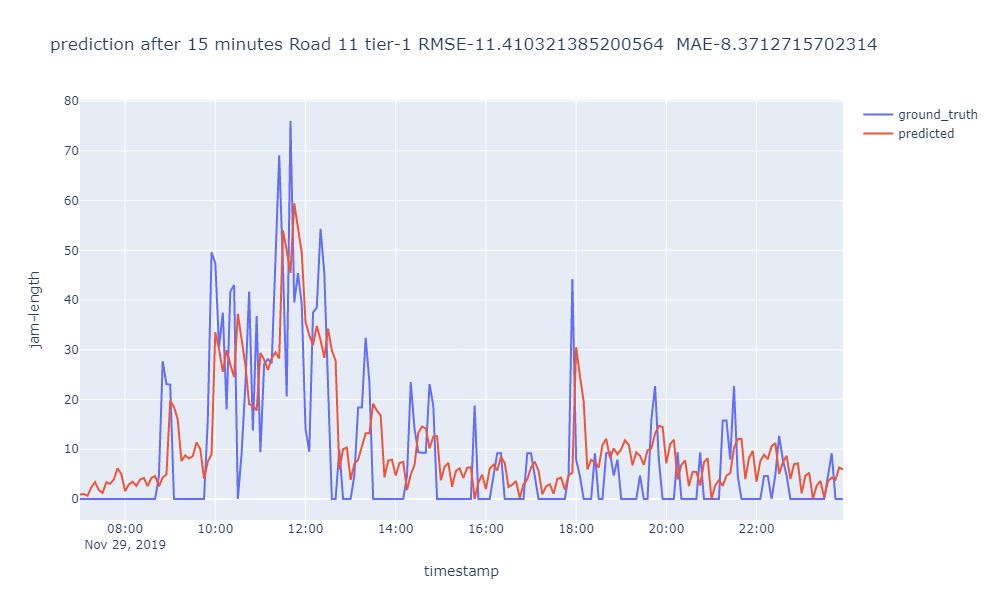 prediction after 15 minutes Road 11 tier-1 RMSE-11.410321385200564  MAE-8.3712715702314
80
70
60
50
40
30
20
10
0
jam-length
08:00
10:00
12:00
14:00
16:00
18:00
20:00
22:00
Nov 29, 2019
timestamp
ground_truth
predicted